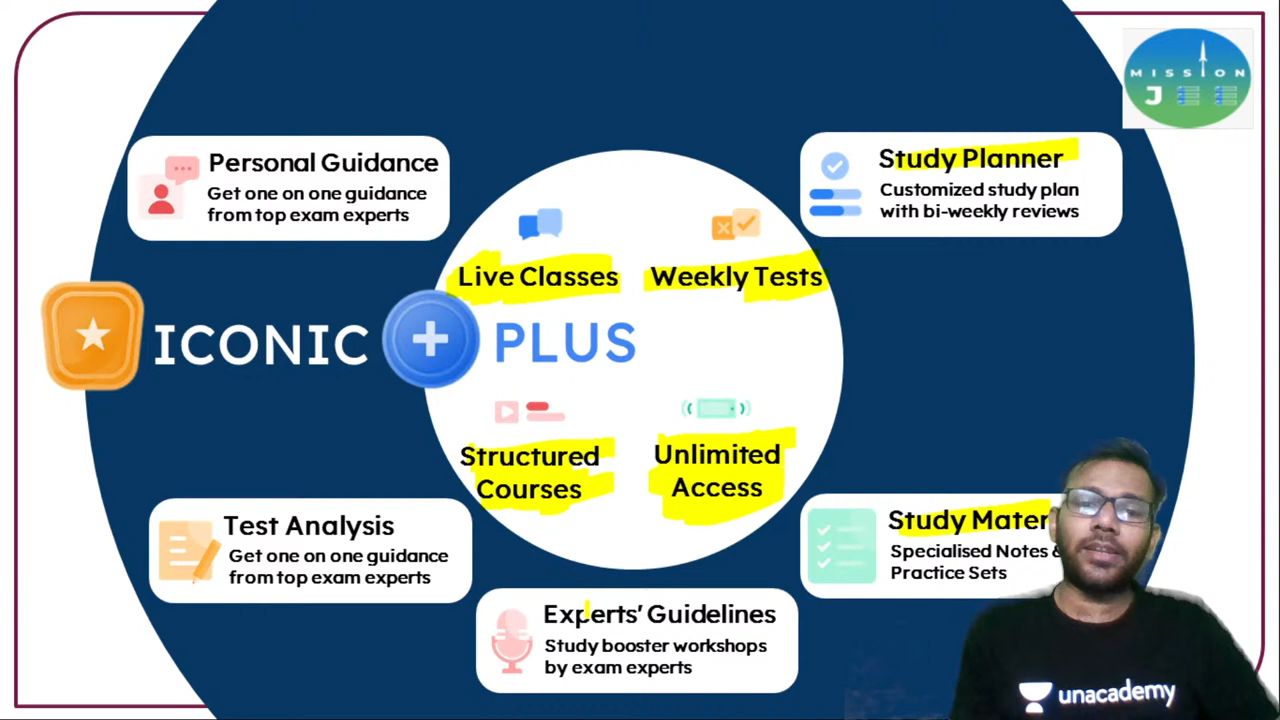 MISSION
JEE
Personal Guidance
Get one on one guidance
from top exam experts
Study Planner
Customized study plan
with bi-weekly reviews
Live Classes
Weekly Tests
ICONIC
PLUS
Structured
Courses
Unlimited
Access
Test Analysis
Get one on one guidance
from top exam experts
Study Mater
Specialised Notes &
Practice Sets
Experts' Guidelines
Study booster workshops
by exam experts
unacademy